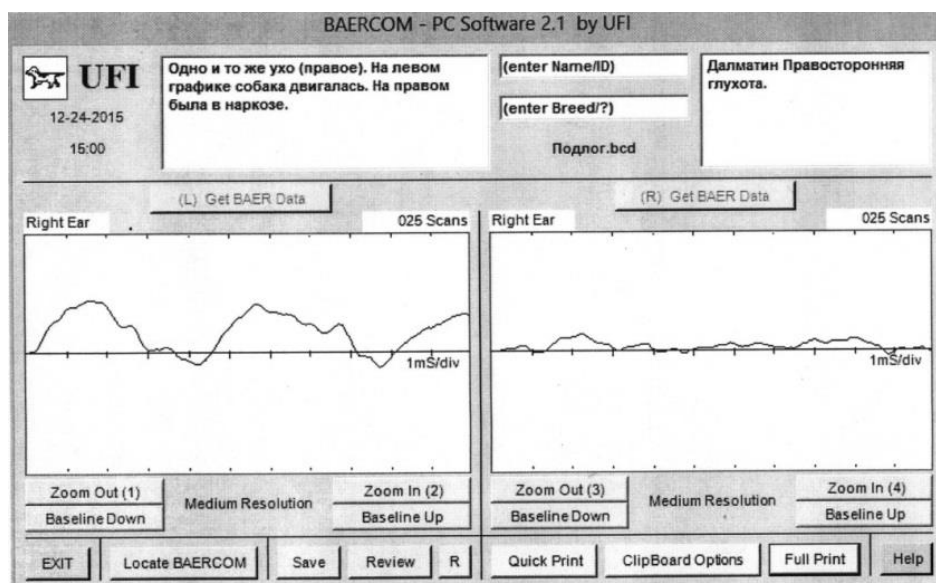 BAERCOM - PC Software 2.1 by UFI
UFI
12-24-2015
15:00
Одно и то же ухо (правое). На левом
графике собака двигалась. На правом
была в наркозе.
(enter Name/ID)
(enter Breed/?)
Подлог.bcd
Далматин Правосторонняя
глухота.
(L) Get BAER Data
(R) Get BAER Data
Right Ear
025 Scans
1mS/div
Right Ear
025 Scans
1mS/div
Zoom Out (1)
Baseline Down
Medium Resolution
Zoom In (2)
Baseline Up
Zoom Out (3)
Baseline Down
Medium Resolution
Zoom In (4)
Baseline Up
EXIT
Locate BAERCOM
Save
Review
R
Quick Print
ClipBoard Options
Full Print
Help